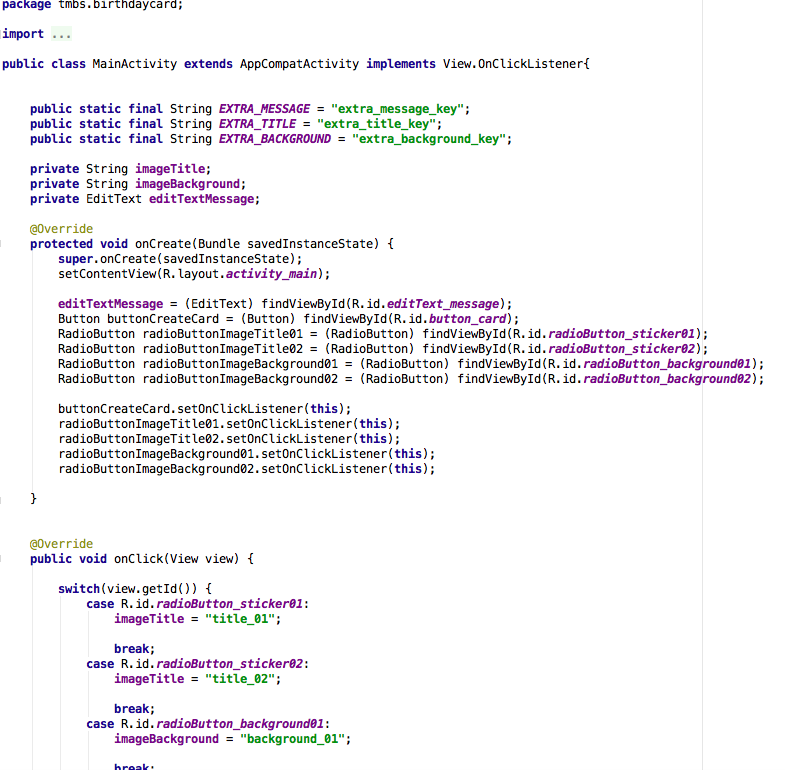 package tmbs.birthdaycard;
import ...
public class MainActivity extends AppCompatActivity implements View.OnClickListener{
public static final String EXTRA_MESSAGE = "extra_message_key";
public static final String EXTRA_TITLE = "extra_title_key";
public static final String EXTRA_BACKGROUND = "extra_background_key";
private String imageTitle;
private String imageBackground;
private EditText editTextMessage;
@Override
protected void onCreate(Bundle savedInstanceState) {
super.onCreate(savedInstanceState);
setContentView(R.layout.activity_main);
editTextMessage = (EditText) findViewById(R.id.editText_message);
Button buttonCreateCard = (Button) findViewById(R.id.button_card);
RadioButton radioButtonImageTitle01 = (RadioButton) findViewById(R.id.radioButton_sticker01);
RadioButton radioButtonImageTitle02 = (RadioButton) findViewById(R.id.radioButton_sticker02);
RadioButton radioButtonImageBackground01 = (RadioButton) findViewById(R.id.radioButton_background01);
RadioButton radioButtonImageBackground02 = (RadioButton) findViewById(R.id.radioButton_background02);
buttonCreateCard.setOnClickListener(this);
radioButtonImageTitle01.setOnClickListener(this);
radioButtonImageTitle02.setOnClickListener(this);
radioButtonImageBackground01.setOnClickListener(this);
radioButtonImageBackground02.setOnClickListener(this);
}
@Override
public void onClick(View view) {
switch(view.getId()) {
case R.id.radioButton_sticker01:
imageTitle = "title_01";
break;
case R.id.radioButton_sticker02:
imageTitle = "title_02";
break;
case R.id.radioButton_background01:
imageBackground = "background_01";
break;